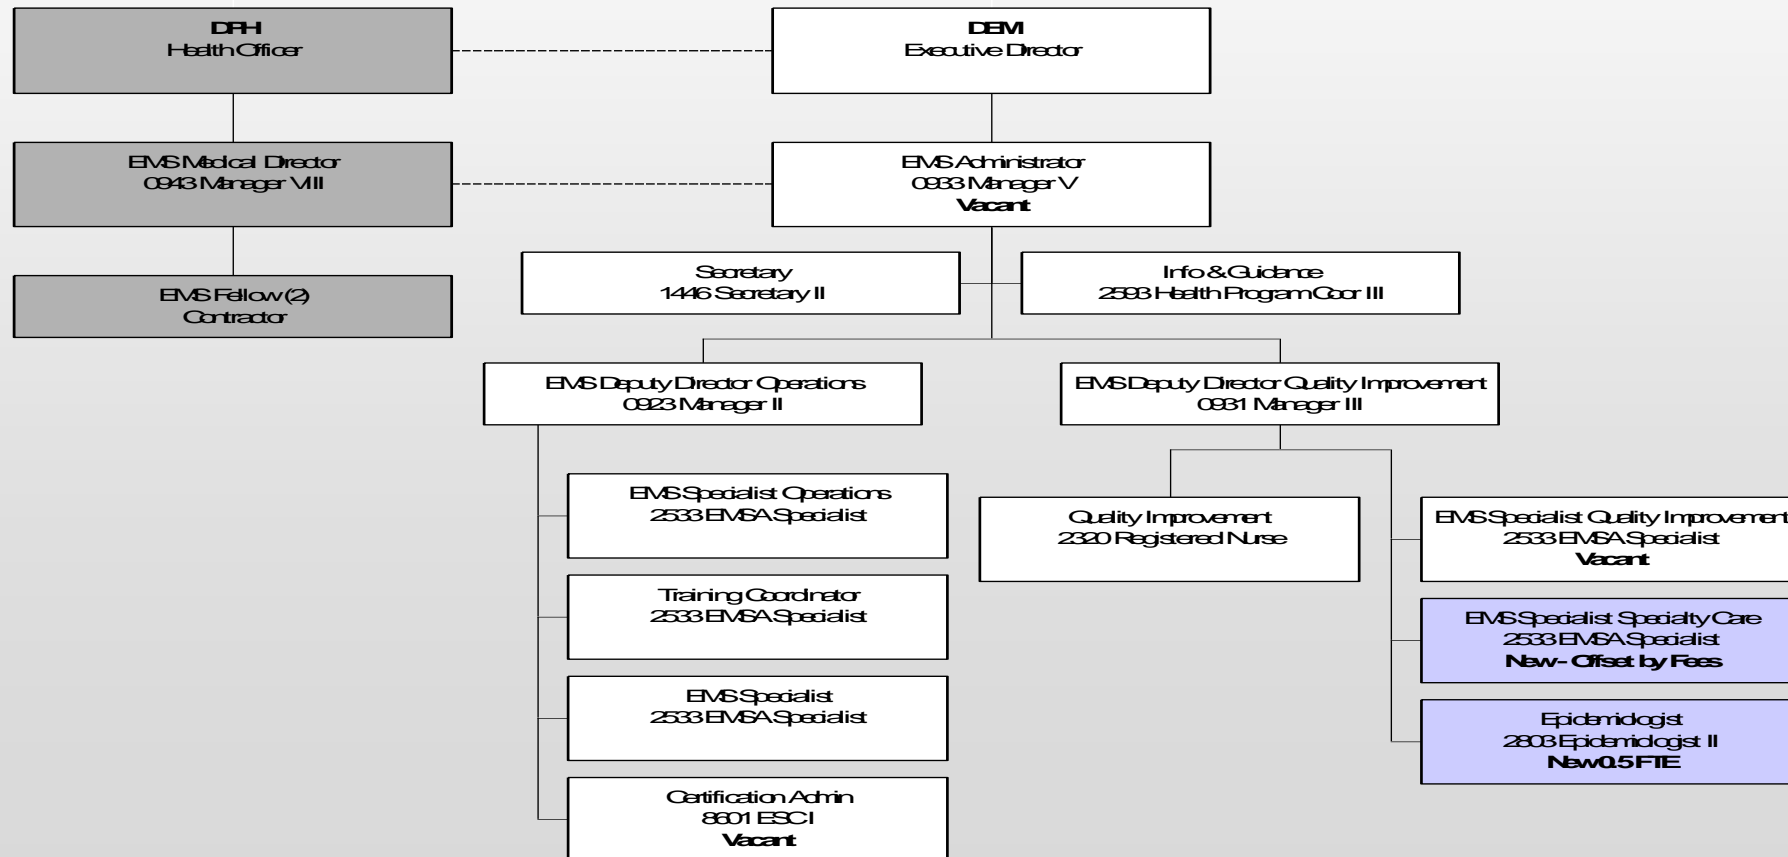 DPH
Health Officer
DEM
Executive Director
EMS Medical Director
0943 Manager VIII
EMS Administrator
0933 Manager V
Vacant
Secretary
1446 Secretary II
Info & Guidance
2593 Health Program Coor III
EMS Fellow (2)
Contractor
EMS Deputy Director Operations
0923 Manager II
EMS Deputy Director Quality Improvement
0931 Manager III
EMS Specialist Operations
2533 EMSA Specialist
Training Coordinator
2533 EMSA Specialist
EMS Specialist
2533 EMSA Specialist
Certification Admin
8601 ESC I
Vacant
Quality Improvement
2320 Registered Nurse
EMS Specialist Quality Improvement
2533 EMSA Specialist
Vacant
EMS Specialist Specialty Care
2533 EMSA Specialist
New - Offset by Fees
Epidemiologist
2803 Epidemiologist II
New 0.5 FTE